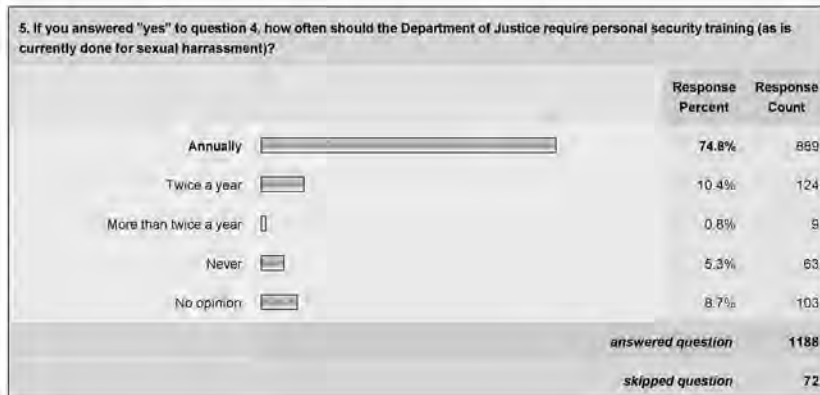 5. If you answered "yes" to question 4, how often should the Department of Justice require personal security training (as is
currently done for sexual harrassment)?
Response Percent Response Count
Annually 74.8% 889
Twice a year 10.4% 124
More than twice a year 0.8% 9
Never 5.3% 63
No opinion 8.7% 103
answered question 1188
skipped question 72